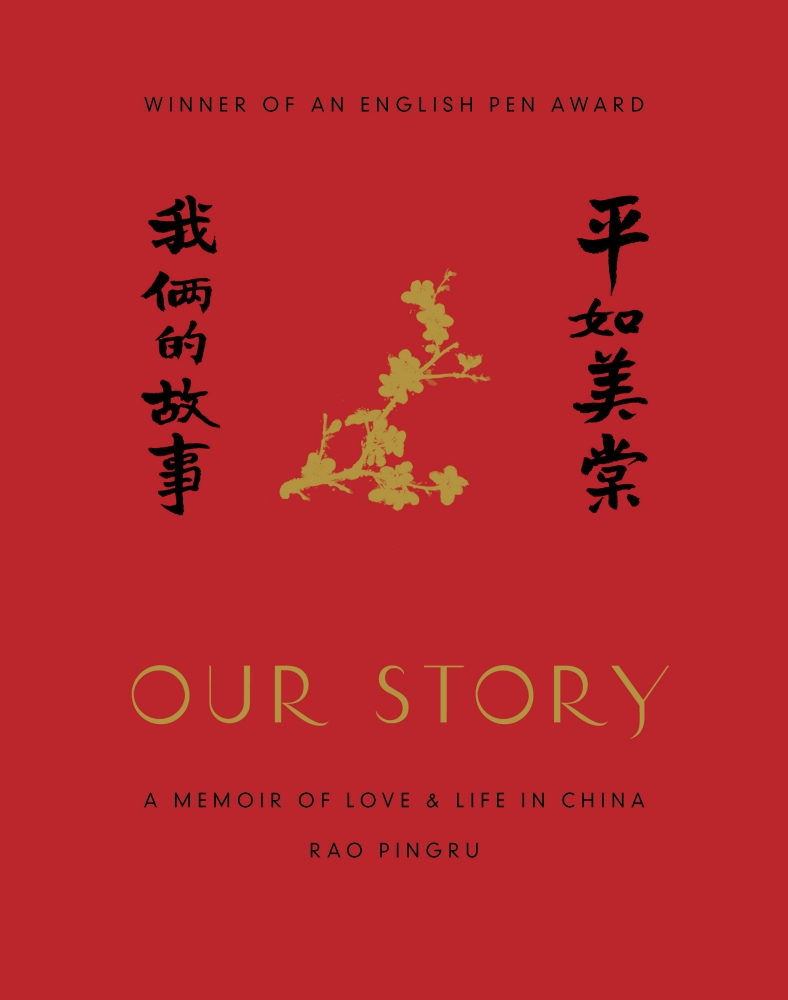 WINNER OF AN ENGLISH PEN AWARD
平如美棠
我俩的故事
OUR STORY
A MEMOIR OF LOVE & LIFE IN CHINA
RAO PINGRU